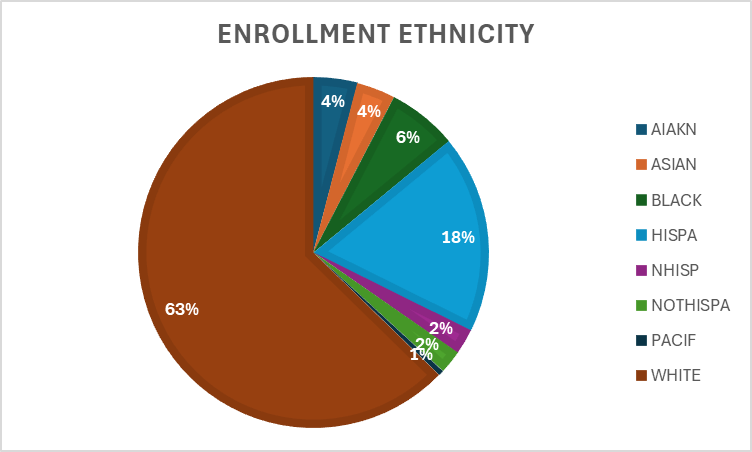 ENROLLMENT ETHNICITY
4%
4%
6%
18%
2%
2%
1%
63%
AIAKN
ASIAN
BLACK
HISPA
NHISP
NOTHISPA
PACIF
WHITE